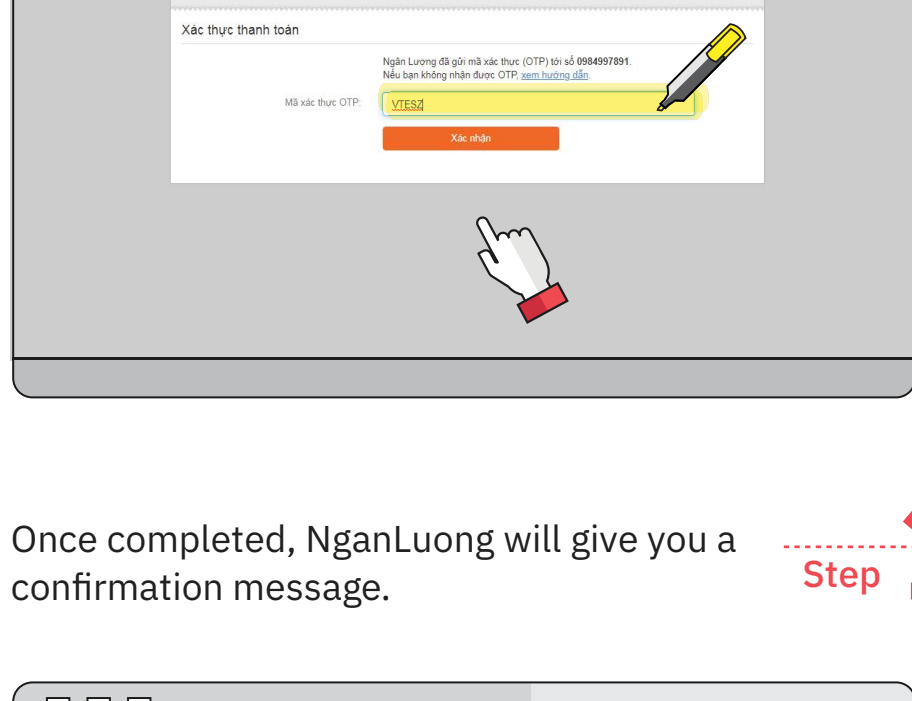 Xác thực thanh toán
Ngân Lượng đã gửi mã xác thực (OTP) tới số 0984997891.
Nếu bạn không nhận được OTP, xem hướng dẫn.
Mã xác thực OTP:
VTESZ
Xác nhận
Once completed, NganLuong will give you a
confirmation message.
Step